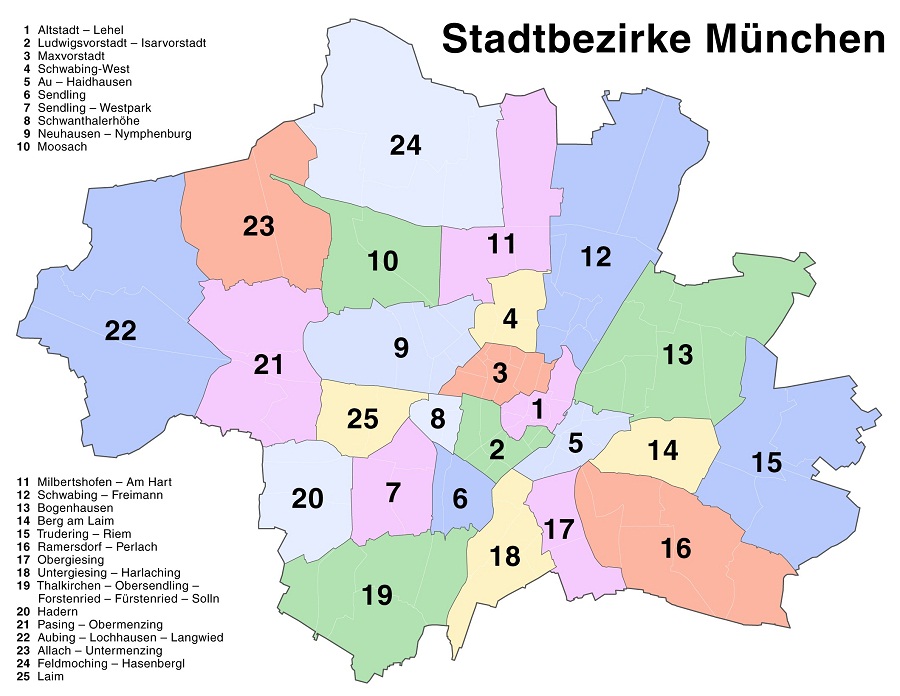 Stadtbezirke München
1 Altstadt – Lehel
2 Ludwigsvorstadt – Isarvorstadt
3 Maxvorstadt
4 Schwabing-West
5 Au – Haidhausen
6 Sendling
7 Sendling – Westpark
8 Schwanthalerhöhe
9 Neuhausen – Nymphenburg
10 Moosach
24
23
10
11
12
22
21
9
4
3
13
25
8
1
2
5
14
15
20
7
6
17
18
16
19
11 Milbertshofen – Am Hart
12 Schwabing – Freimann
13 Bogenhausen
14 Berg am Laim
15 Trudering – Riem
16 Ramersdorf – Perlach
17 Obergiesing
18 Untergiesing – Harlaching
19 Thalkirchen – Obersendling –
Forstenried – Fürstenried – Solln
20 Hadern
21 Pasing – Obermenzing
22 Aubing – Lochhausen – Langwied
23 Allach – Untermenzing
24 Feldmoching – Hasenbergl
25 Laim